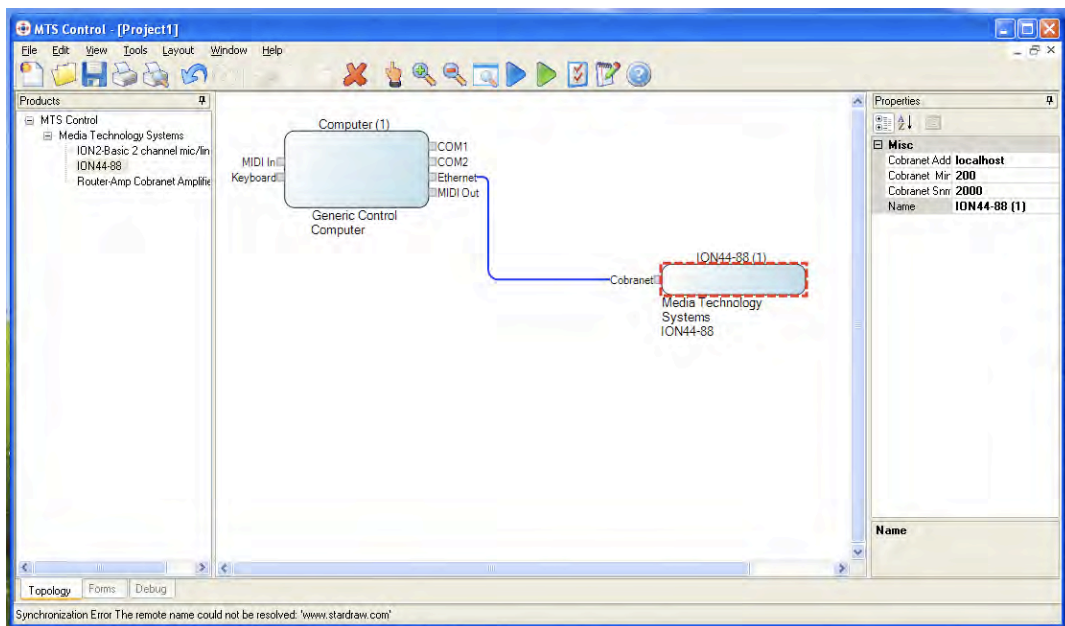 MTS Control - [Project1]
File Edit View Tools Layout Window Help
Products
MTS Control
Media Technology Systems
ION2-Basic 2 channel mic/lin
ION44-88
Router-Amp Cobranet Amplifie
Computer (1)
MIDI In
Keyboard
COM1
COM2
Ethernet
MIDI Out
Generic Control
Computer
ION44-88 (1)
Cobranet
Media Technology
Systems
ION44-88
Properties
Misc
Cobranet Add localhost
Cobranet Mir 200
Cobranet Snm 2000
Name ION44-88 (1)
Name
Topology Forms Debug
Synchronization Error The remote name could not be resolved: 'www.stardraw.com'